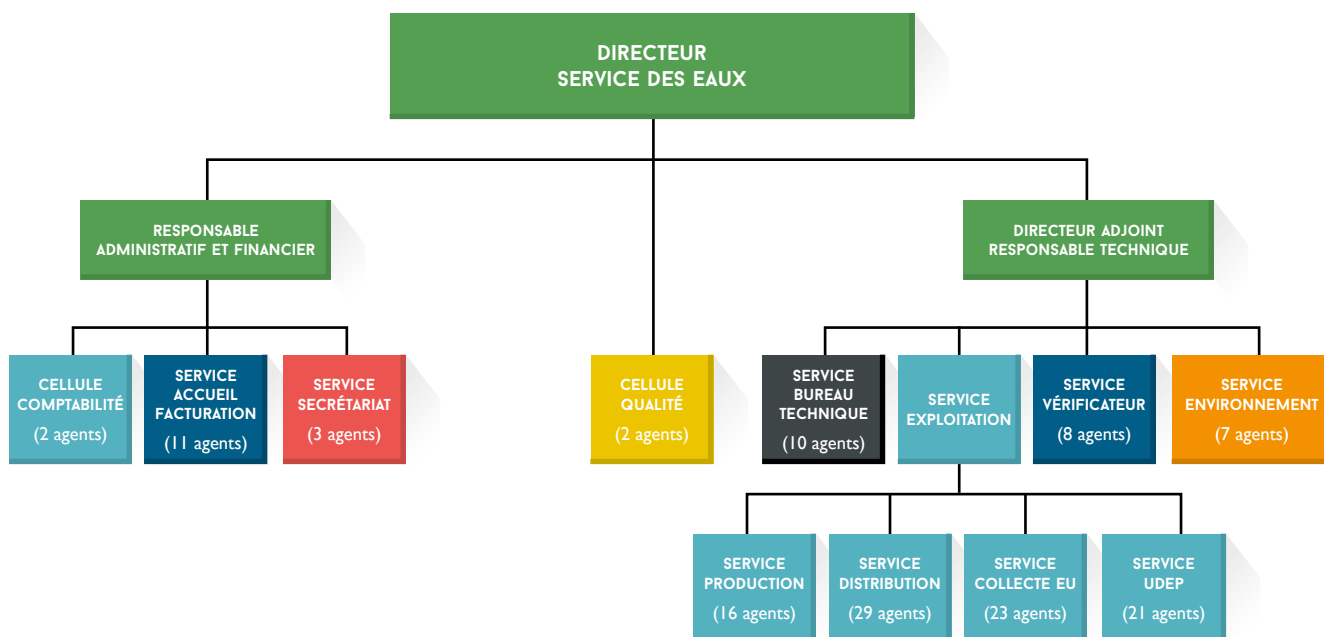 DIRECTEUR
SERVICE DES EAUX
RESPONSABLE
ADMINISTRATIF ET FINANCIER
DIRECTEUR ADJOINT
RESPONSABLE TECHNIQUE
CELLULE
COMPTABILITÉ
(2 agents)
SERVICE
ACCUEIL
FACTURATION
(11 agents)
SERVICE
SECRÉTARIAT
(3 agents)
CELLULE
QUALITÉ
(2 agents)
SERVICE
BUREAU
TECHNIQUE
(10 agents)
SERVICE
EXPLOITATION
SERVICE
VÉRIFICATEUR
(8 agents)
SERVICE
ENVIRONNEMENT
(7 agents)
SERVICE
PRODUCTION
(16 agents)
SERVICE
DISTRIBUTION
(29 agents)
SERVICE
COLLECTE EU
(23 agents)
SERVICE
UDEP
(21 agents)